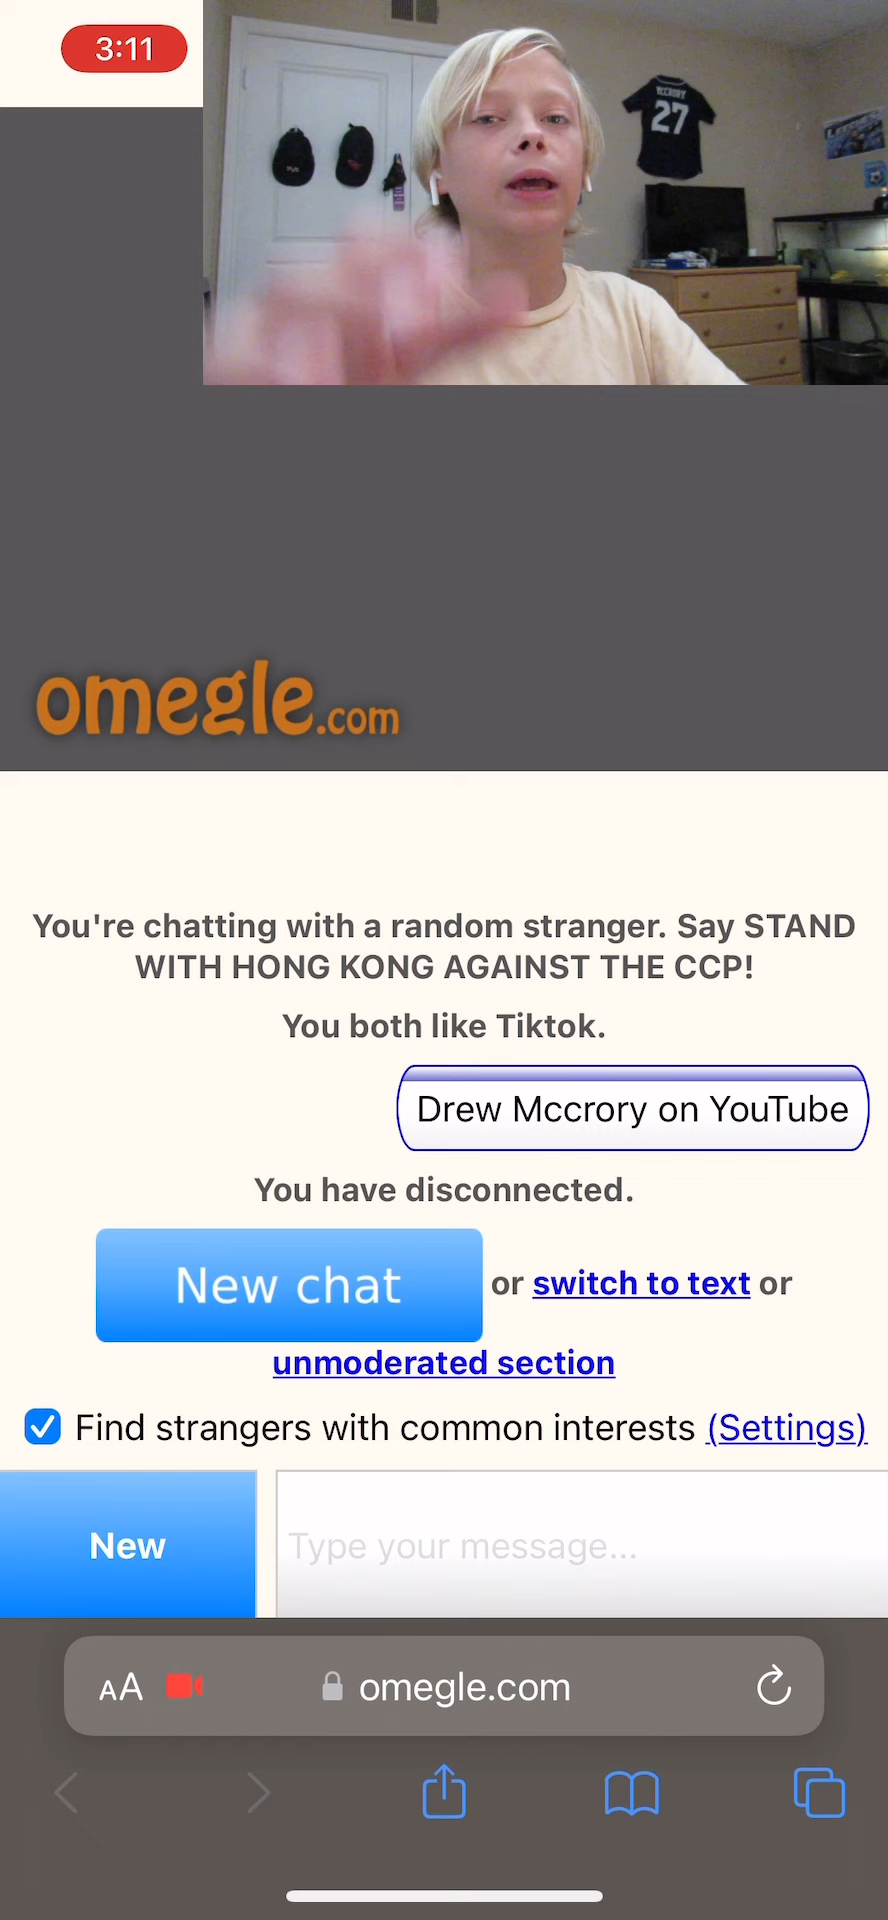 3:11
MCCRORY
27
omegle.com
You're chatting with a random stranger. Say STAND
WITH HONG KONG AGAINST THE CCP!
You both like Tiktok.
Drew Mccrory on YouTube
You have disconnected.
New chat or switch to text or
unmoderated section
Find strangers with common interests (Settings)
New
Type your message...
AA
omegle.com